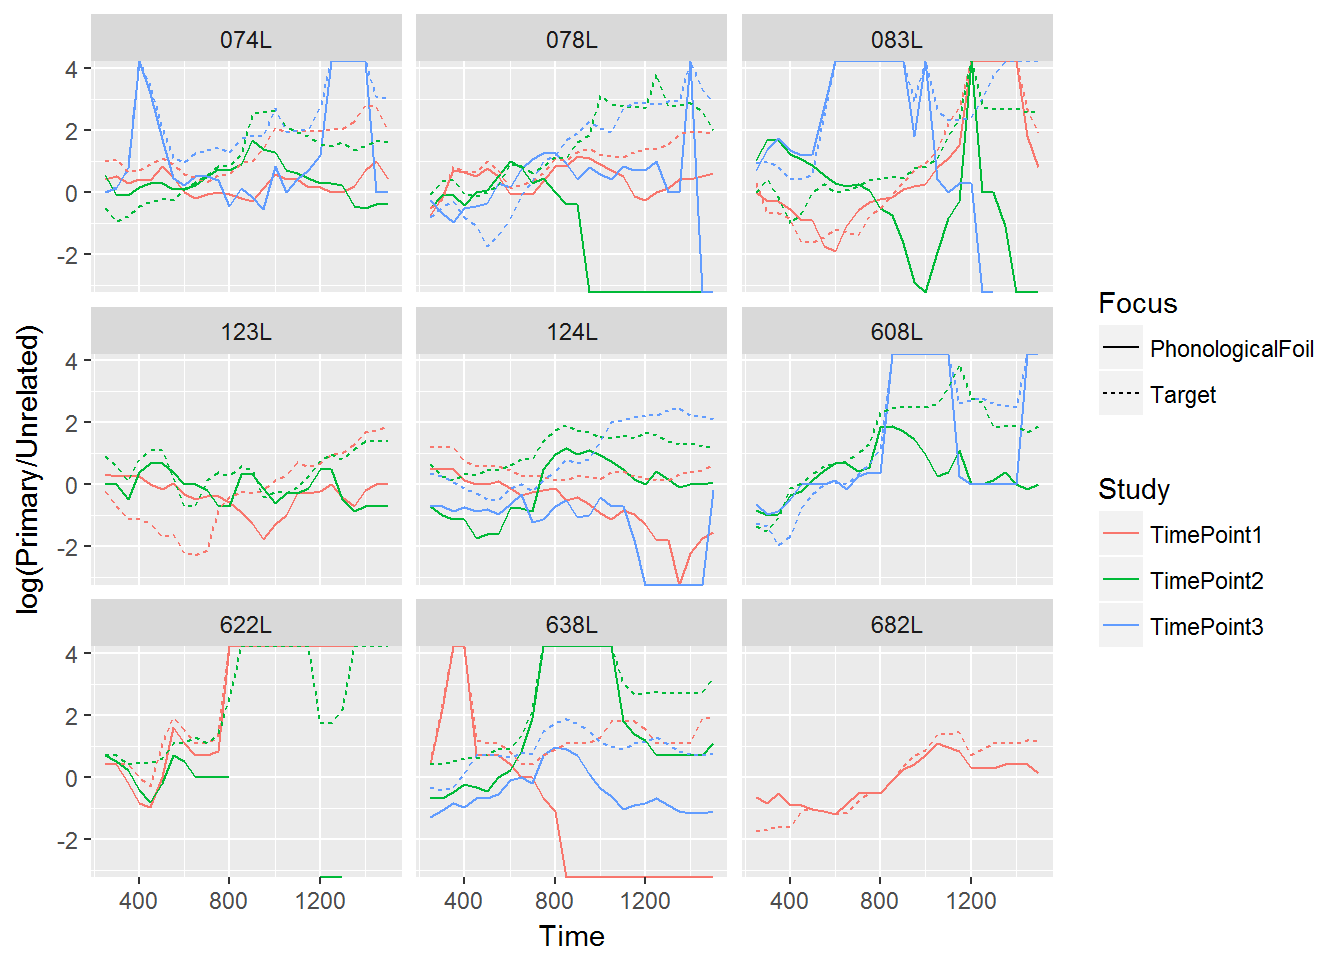 074L 078L 083L
4
2
0
-2
123L 124L 608L
4
2
0
-2
622L 638L 682L
4
2
0
-2
400 800 1200 400 800 1200 400 800 1200
Time
log(Primary/Unrelated)
Focus
PhonologicalFoil
Target
Study
TimePoint1
TimePoint2
TimePoint3